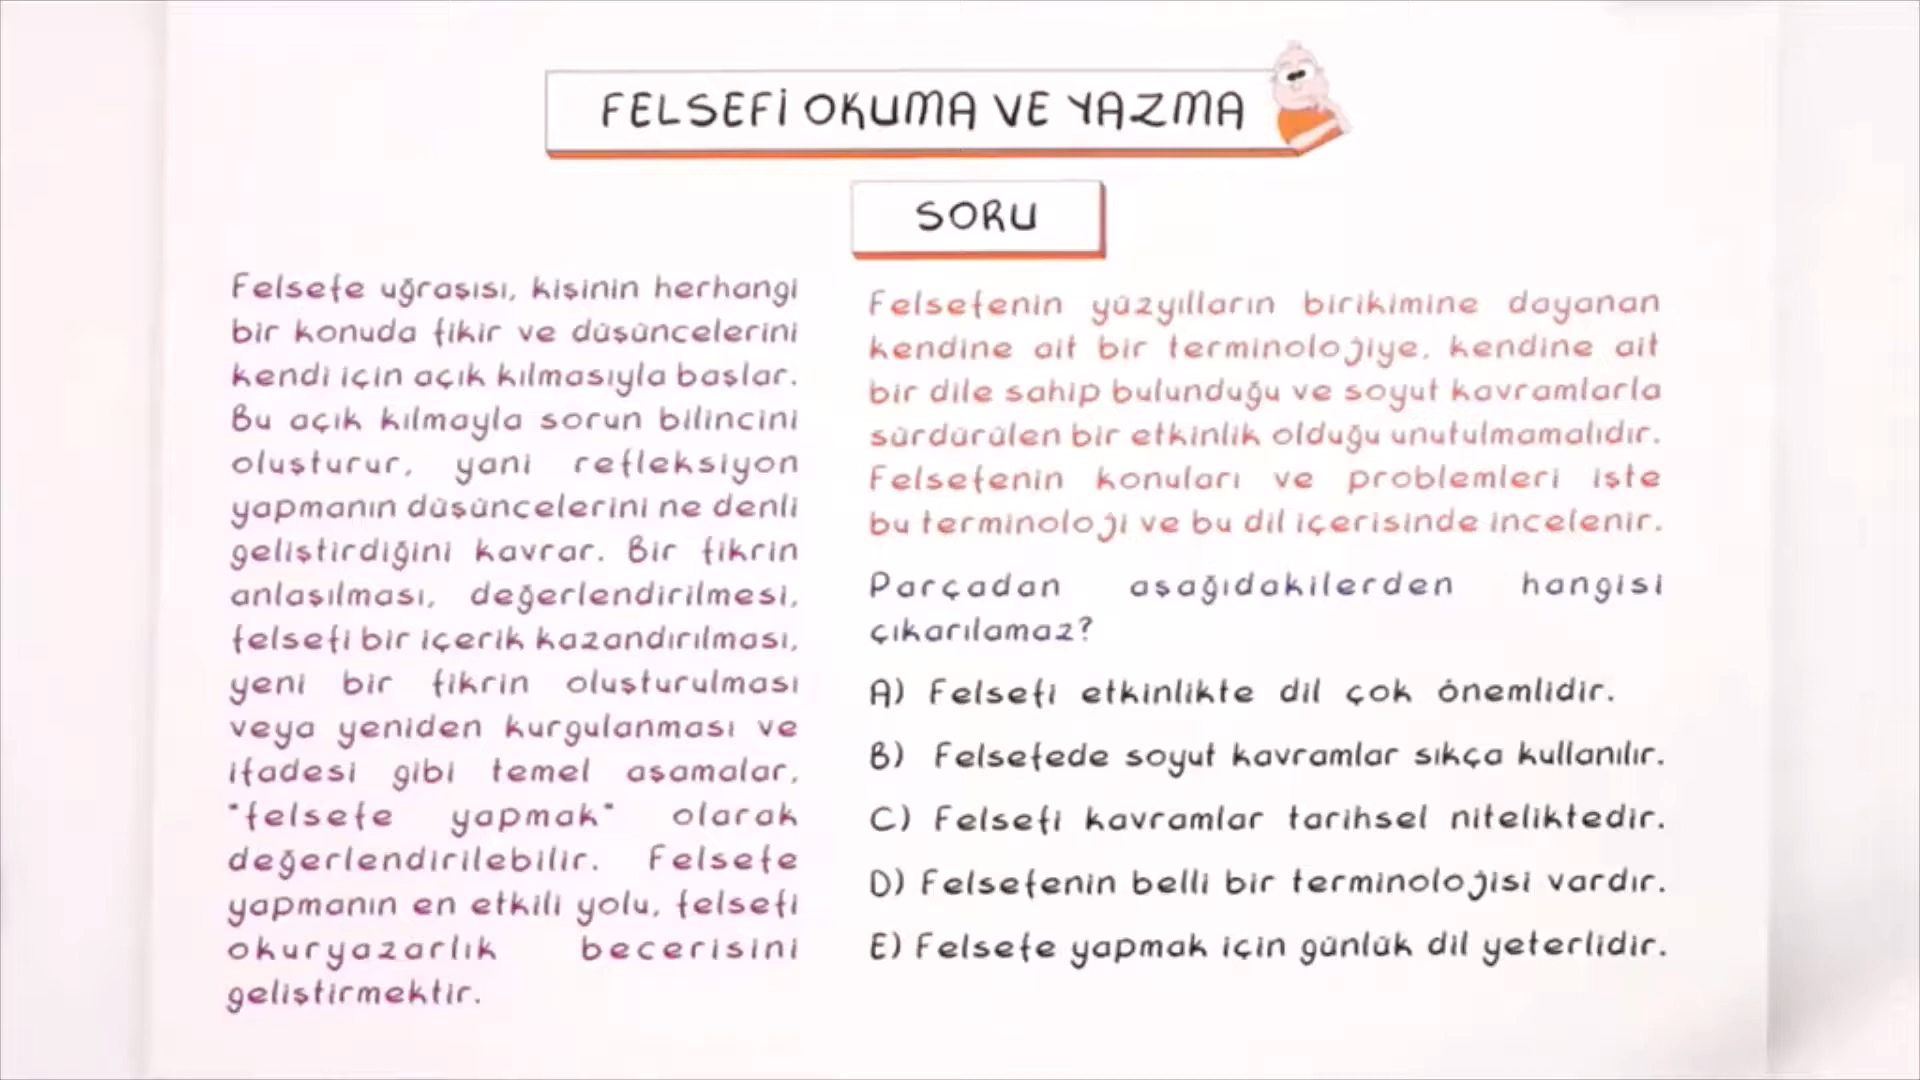 FELSEFİ OKUMA VE YAZMA
SORU
Felsefe uğraşısı, kişinin herhangi
bir konuda fikir ve düşüncelerini
kendi için açık kılmasıyla başlar.
Bu açık kılmayla sorun bilincini
oluşturur, yani refleksiyon
yapmanın düşüncelerini ne denli
geliştirdiğini kavrar. Bir fikrin
anlaşılması, değerlendirilmesi,
felsefi bir içerik kazandırılması,
yeni bir fikrin oluşturulması
veya yeniden kurgulanması ve
ifadesi gibi temel aşamalar,
"felsefe yapmak" olarak
değerlendirilebilir. Felsefe
yapmanın en etkili yolu, felsefi
okuryazarlık becerisini
geliştirmektir.
Felsefenin yüzyılların birikimine dayanan
kendine ait bir terminolojiye, kendine ait
bir dile sahip bulunduğu ve soyut kavramlarla
sürdürülen bir etkinlik olduğu unutulmamalıdır.
Felsefenin konuları ve problemleri işte
bu terminoloji ve bu dil içerisinde incelenir.
Parçadan aşağıdakilerden hangisi
çıkarılamaz?
A) Felsefi etkinlikte dil çok önemlidir.
B) Felsefede soyut kavramlar sıkça kullanılır.
C) Felsefi kavramlar tarihsel niteliktedir.
D) Felsefenin belli bir terminolojisi vardır.
E) Felsefe yapmak için günlük dil yeterlidir.